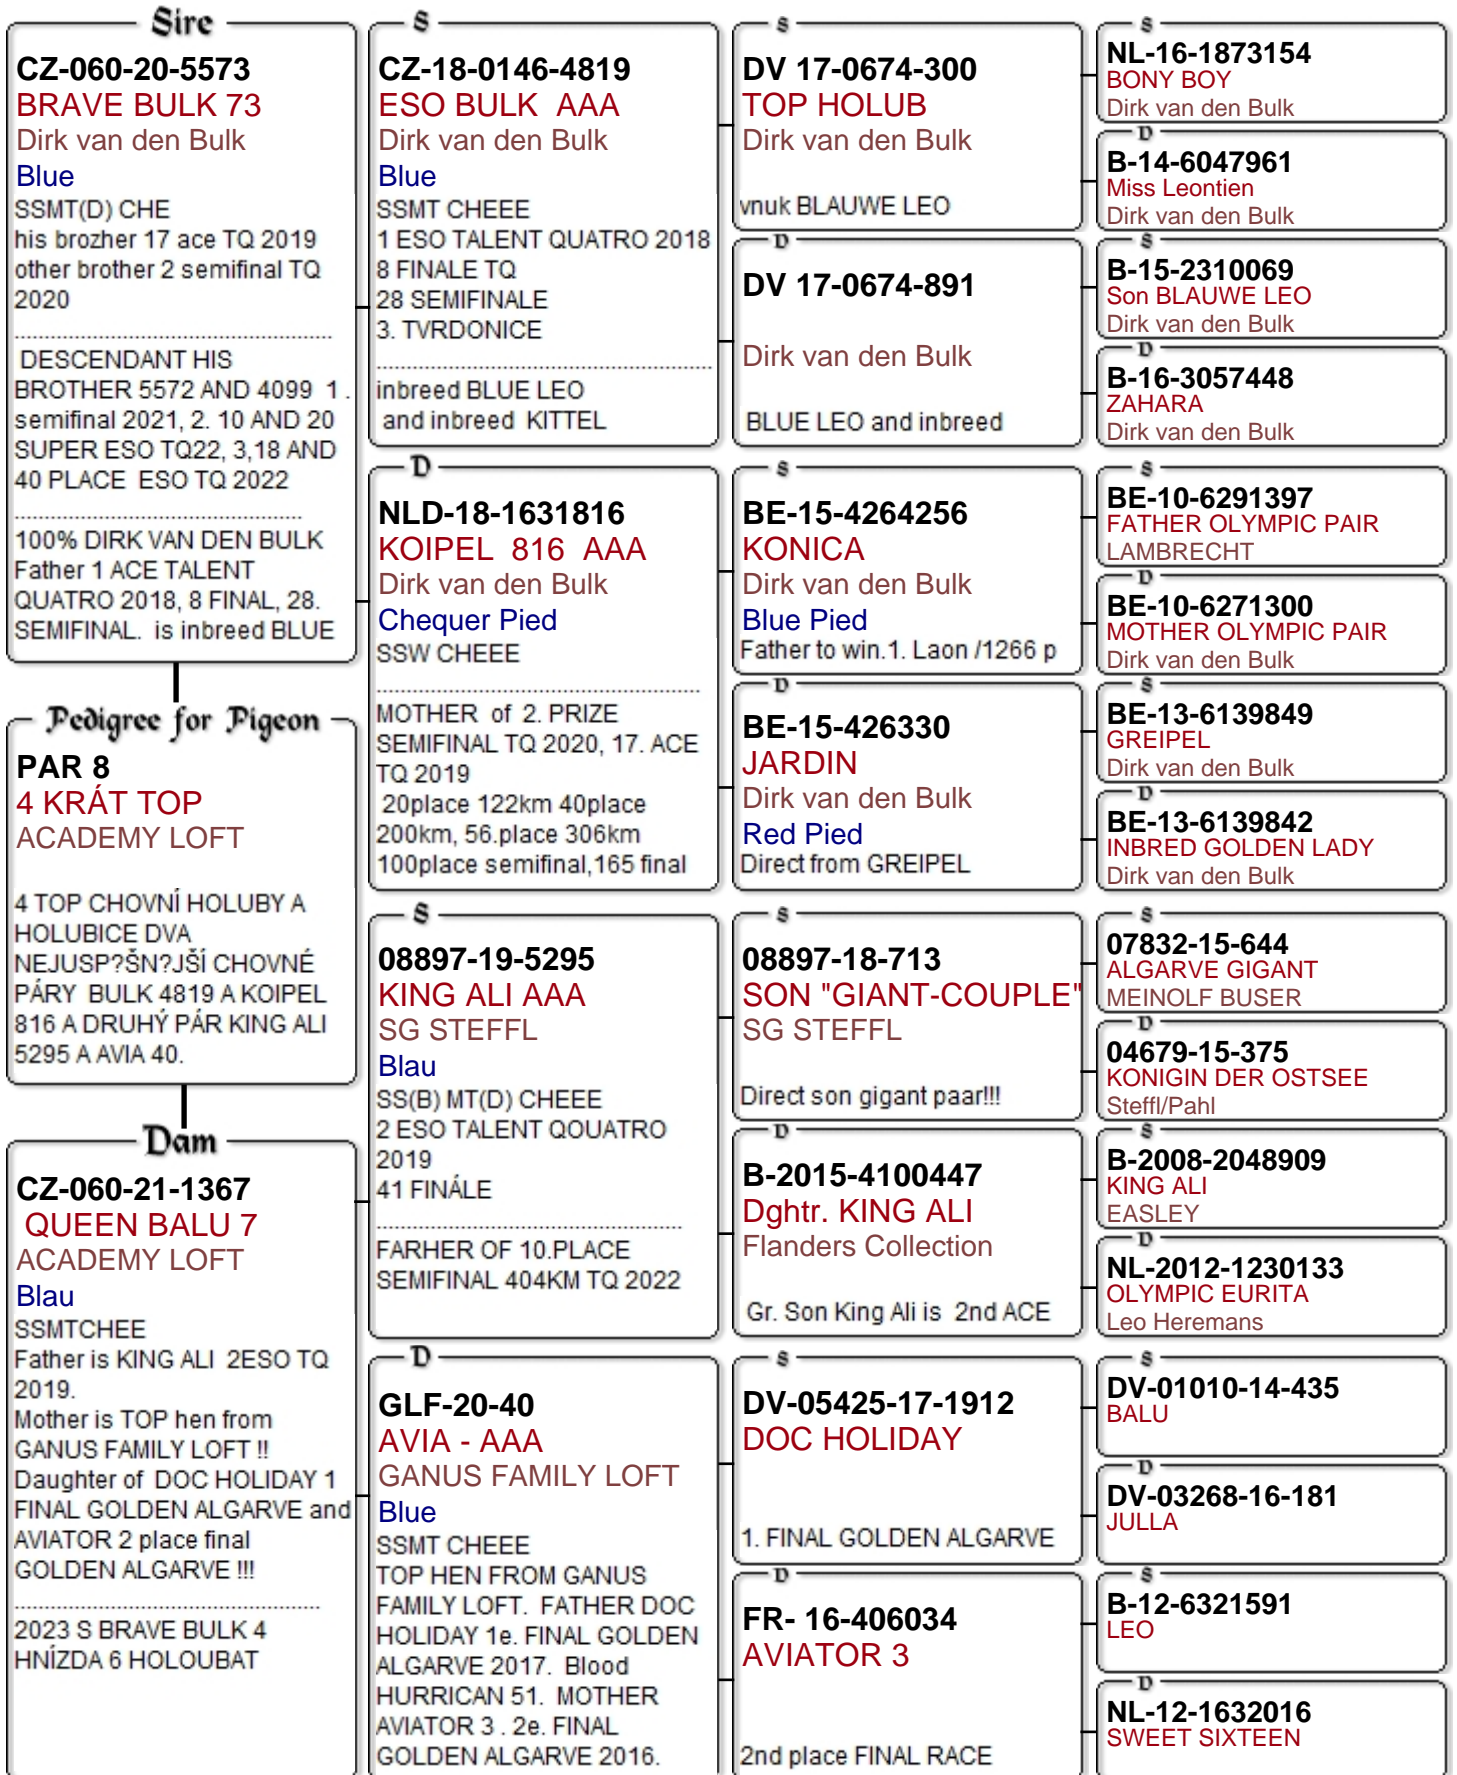 Sire
CZ-060-20-5573
BRAVE BULK 73
Dirk van den Bulk
Blue
SSMT(D) CHE
his brozher 17 ace TQ 2019
other brother 2 semifinal TQ
2020
DESCENDANT HIS
BROTHER 5572 AND 4099 1 .
semifinal 2021, 2. 10 AND 20
SUPER ESO TQ22, 3,18 AND
40 PLACE ESO TQ 2022
100% DIRK VAN DEN BULK
Father 1 ACE TALENT
QUATRO 2018, 8 FINAL, 28.
SEMIFINAL. is inbreed BLUE
Pedigree for Pigeon
PAR 8
4 KRÁT TOP
ACADEMY LOFT
4 TOP CHOVNÍ HOLUBY A
HOLUBICE DVA
NEJUSP?ŠN?JŠÍ CHOVNÉ
PÁRY BULK 4819 A KOIPEL
816 A DRUHÝ PÁR KING ALI
5295 A AVIA 40.
Dam
CZ-060-21-1367
QUEEN BALU 7
ACADEMY LOFT
Blau
SSMTCHEE
Father is KING ALI 2ESO TQ
2019.
Mother is TOP hen from
GANUS FAMILY LOFT !!
Daughter of DOC HOLIDAY 1
FINAL GOLDEN ALGARVE and
AVIATOR 2 place final
GOLDEN ALGARVE !!!
2023 S BRAVE BULK 4
HNÍZDA 6 HOLOUBAT
S
CZ-18-0146-4819
ESO BULK AAA
Dirk van den Bulk
Blue
SSMT CHEEE
1 ESO TALENT QUATRO 2018
8 FINALE TQ
28 SEMIFINALE
3. TVRDONICE
inbreed BLUE LEO
and inbreed KITTEL
D
NLD-18-1631816
KOIPEL 816 AAA
Dirk van den Bulk
Chequer Pied
SSW CHEEE
MOTHER of 2. PRIZE
SEMIFINAL TQ 2020, 17. ACE
TQ 2019
20place 122km 40place
200km, 56.place 306km
100place semifinal,165 final
S
08897-19-5295
KING ALI AAA
SG STEFFL
Blau
SS(B) MT(D) CHEEE
2 ESO TALENT QOUATRO
2019
41 FINÁLE
FARHER OF 10.PLACE
SEMIFINAL 404KM TQ 2022
D
GLF-20-40
AVIA - AAA
GANUS FAMILY LOFT
Blue
SSMT CHEEE
TOP HEN FROM GANUS
FAMILY LOFT. FATHER DOC
HOLIDAY 1e. FINAL GOLDEN
ALGARVE 2017. Blood
HURRICAN 51. MOTHER
AVIATOR 3 . 2e. FINAL
GOLDEN ALGARVE 2016.
S
DV 17-0674-300
TOP HOLUB
Dirk van den Bulk
vnuk BLAUWE LEO
D
DV 17-0674-891
Dirk van den Bulk
BLUE LEO and inbreed
S
BE-15-4264256
KONICA
Dirk van den Bulk
Blue Pied
Father to win.1. Laon /1266 p
D
BE-15-426330
JARDIN
Dirk van den Bulk
Red Pied
Direct from GREIPEL
S
08897-18-713
SON "GIANT-COUPLE"
SG STEFFL
Direct son gigant paar!!!
D
B-2015-4100447
Dghtr. KING ALI
Flanders Collection
Gr. Son King Ali is 2nd ACE
S
DV-05425-17-1912
DOC HOLIDAY
1. FINAL GOLDEN ALGARVE
D
FR- 16-406034
AVIATOR 3
2nd place FINAL RACE
S
NL-16-1873154
BONY BOY
Dirk van den Bulk
D
B-14-6047961
Miss Leontien
Dirk van den Bulk
S
B-15-2310069
Son BLAUWE LEO
Dirk van den Bulk
D
B-16-3057448
ZAHARA
Dirk van den Bulk
S
BE-10-6291397
FATHER OLYMPIC PAIR
LAMBRECHT
D
BE-10-6271300
MOTHER OLYMPIC PAIR
Dirk van den Bulk
S
BE-13-6139849
GREIPEL
Dirk van den Bulk
D
BE-13-6139842
INBRED GOLDEN LADY
Dirk van den Bulk
S
07832-15-644
ALGARVE GIGANT
MEINOLF BUSER
D
04679-15-375
KONIGIN DER OSTSEE
Steffl/Pahl
S
B-2008-2048909
KING ALI
EASLEY
D
NL-2012-1230133
OLYMPIC EURITA
Leo Heremans
S
DV-01010-14-435
BALU
D
DV-03268-16-181
JULLA
S
B-12-6321591
LEO
D
NL-12-1632016
SWEET SIXTEEN